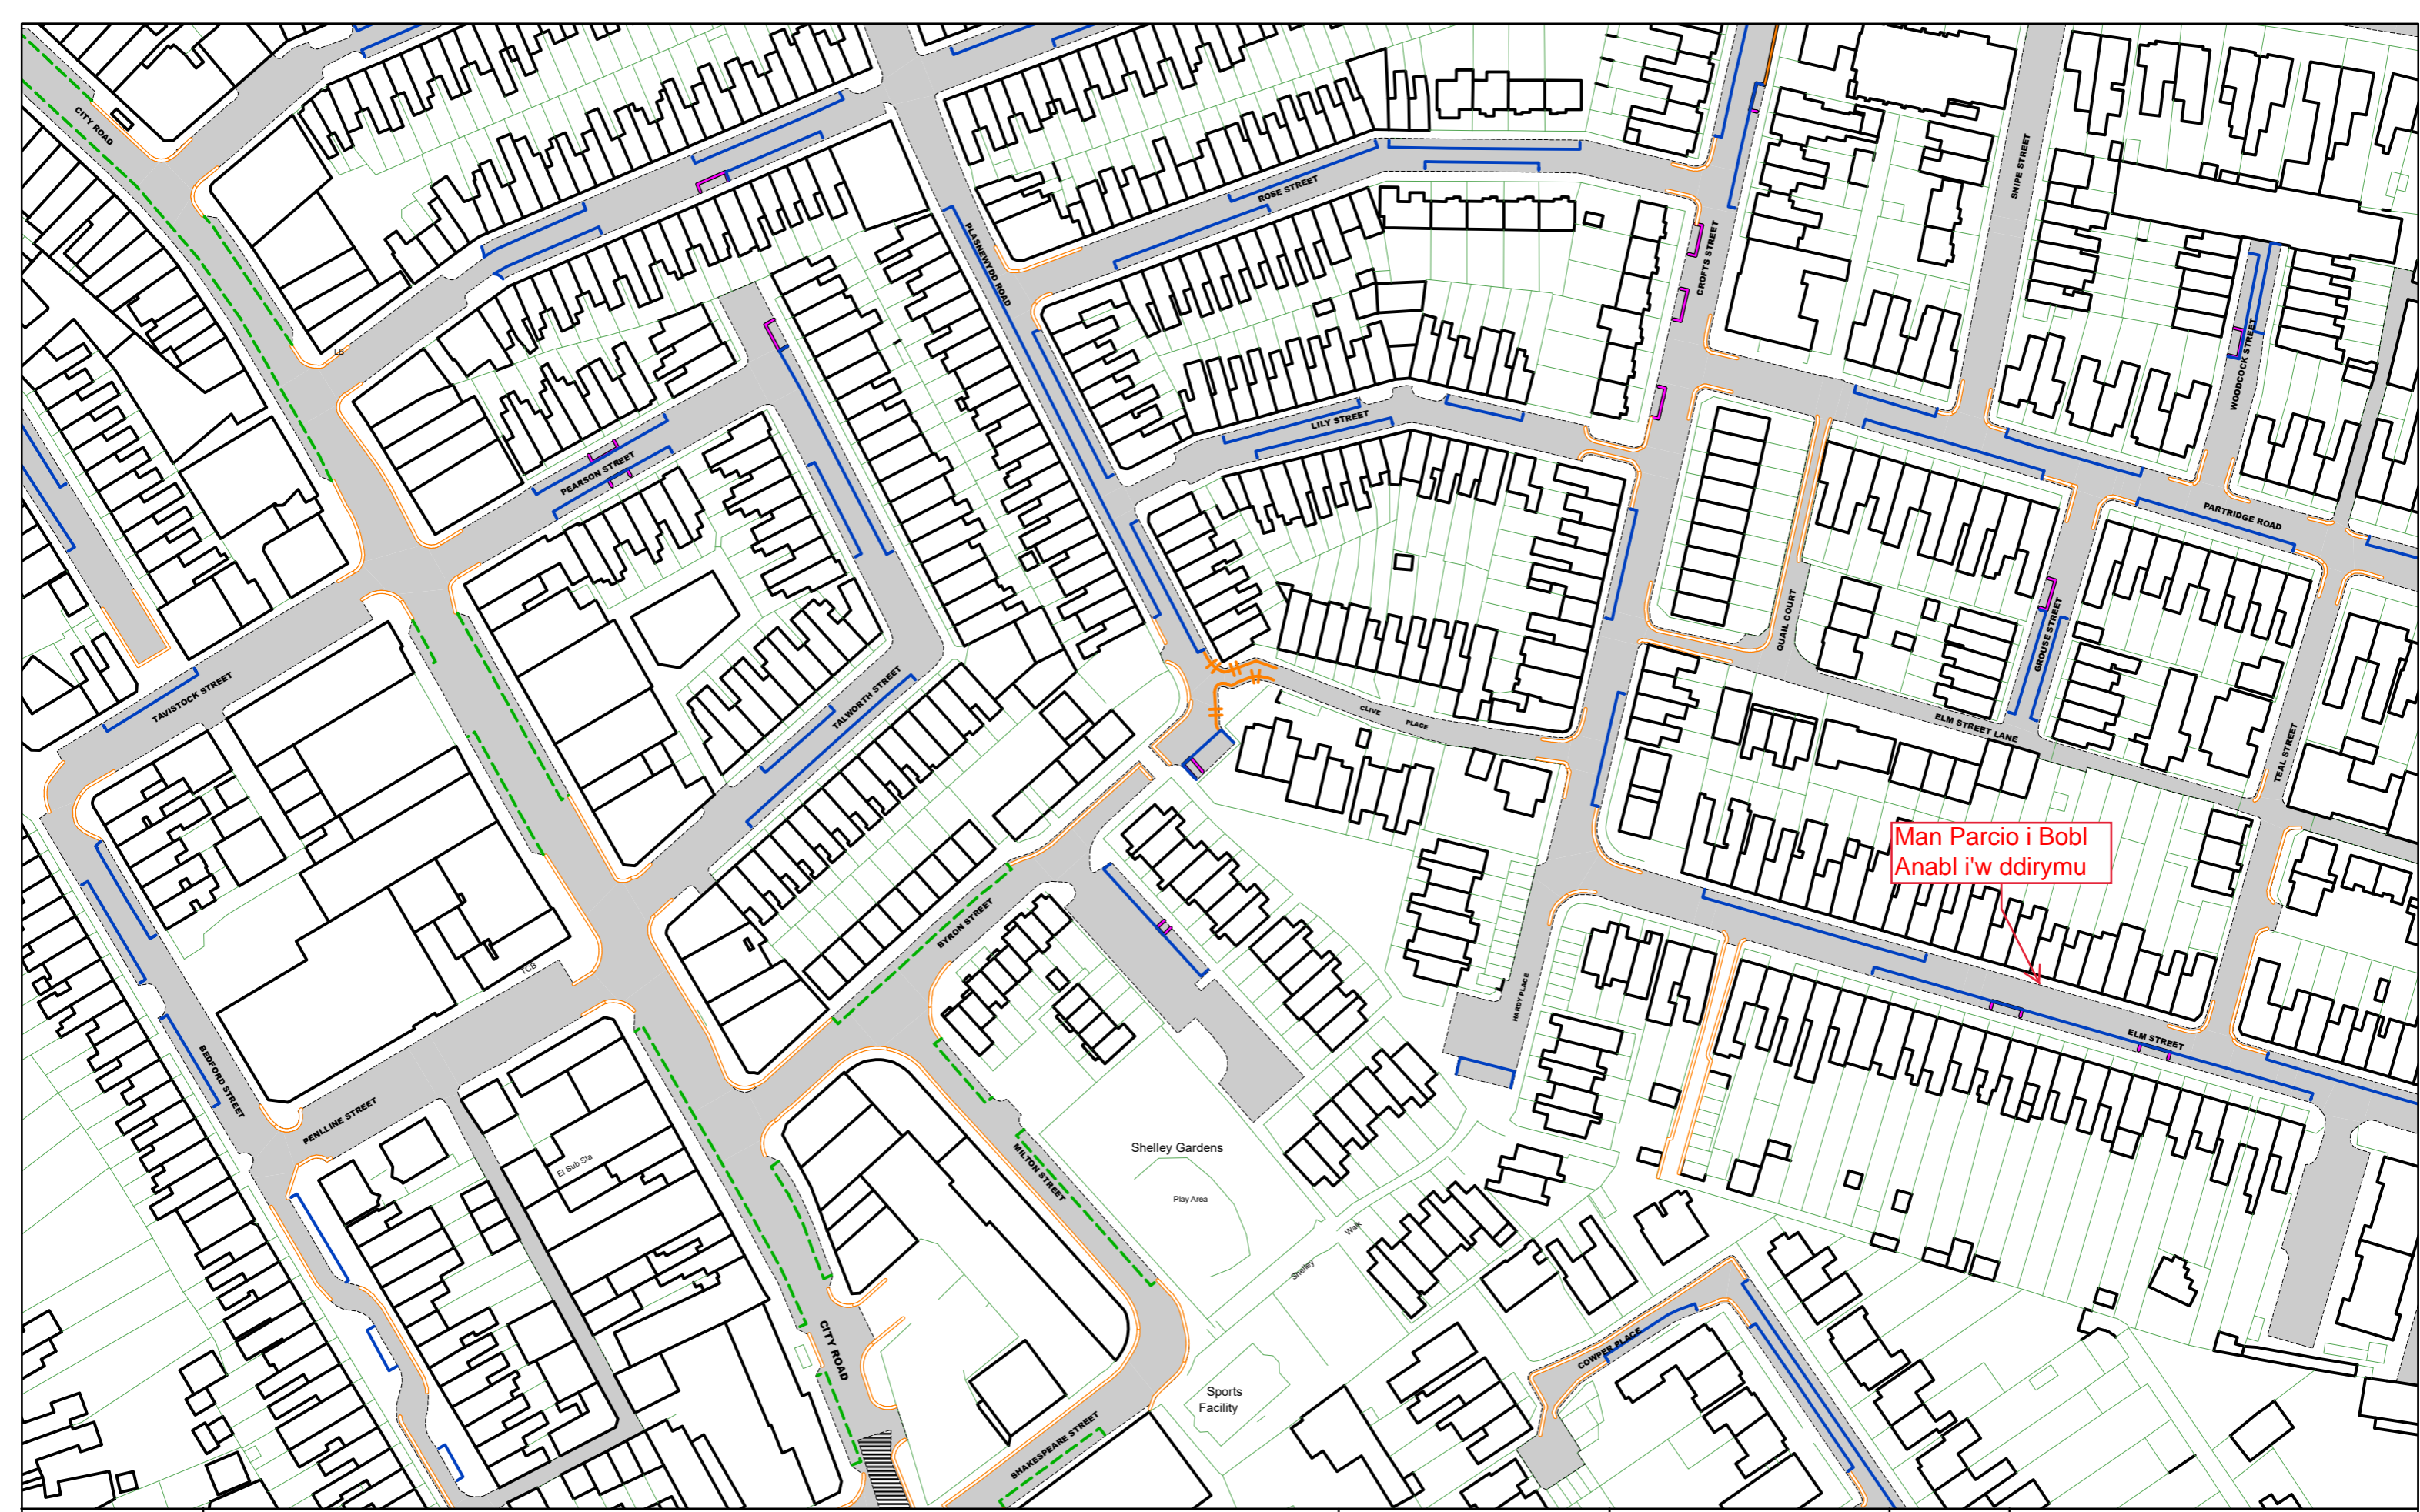 CITY ROAD
LB
PLASNEWYDD ROAD
ROSE STREET
CROFTS STREET
SNIPE STREET
WOODCOCK STREET
PEARSON STREET
LILY STREET
PARTRIDGE ROAD
QUAIL COURT
GROUSE STREET
TAVISTOCK STREET
TALWORTH STREET
CLIVE PLACE
ELM STREET LANE
TEAL STREET
Man Parcio i Bobl
Anabl i'w ddirymu
BYRON STREET
TCB
HARDY PLACE
ELM STREET
BEDFORD STREET
PENLLINE STREET
El Sub Sta
MILTON STREET
Shelley Gardens
Play Area
Shelley Walk
CITY ROAD
COWPER PLACE
Sports
Facility
SHAKESPEARE STREET